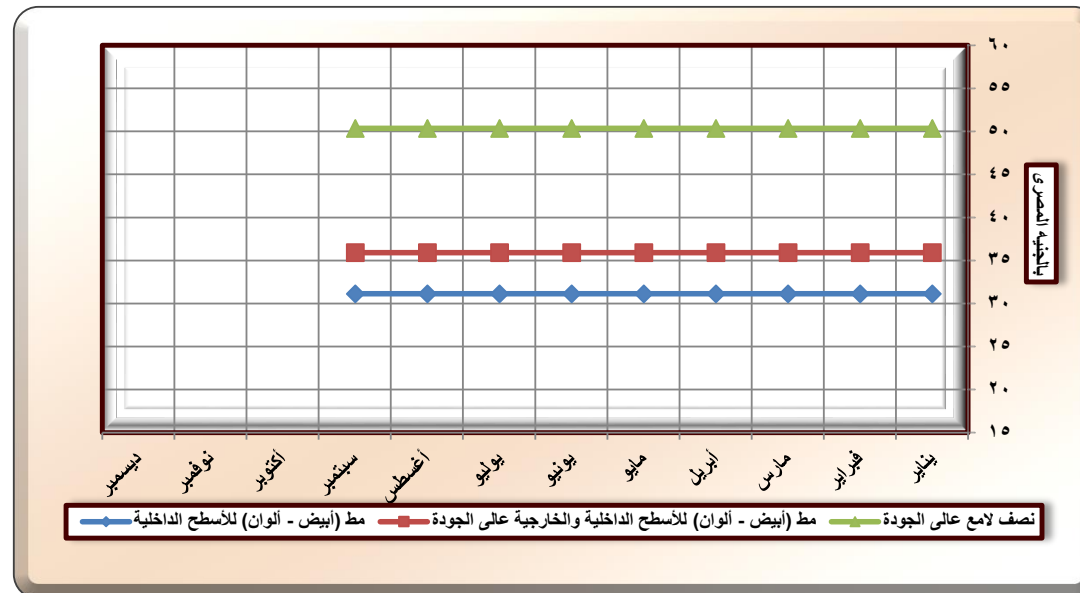 ٦٠
٥٥
٥٠
٤٥
٤٠
٣٥
٣٠
٢٥
٢٠
١٥
بالجنيه المصرى
يناير
فبراير
مارس
أبريل
مايو
يونيو
يوليو
أغسطس
سبتمبر
أكتوبر
نوفمبر
ديسمبر
نصف لامع عالى الجودة
مط (أبيض - ألوان) للأسطح الداخلية والخارجية عالى الجودة
مط (أبيض - ألوان) للأسطح الداخلية